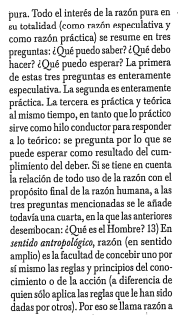 pura. Todo el interés de la razón pura en
su totalidad (como razón especulativa y
como razón práctica) se resume en tres
preguntas: ¿Qué puedo saber? ¿Qué debo
hacer? ¿Qué puedo esperar? La primera
de estas tres preguntas es enteramente
especulativa. La segunda es enteramente
práctica. La tercera es práctica y teórica
al mismo tiempo, en tanto que lo práctico
sirve como hilo conductor para responder
a lo teórico: se pregunta por lo que se
puede esperar como resultado del cum-
plimiento del deber. Si se tiene en cuenta
la relación de todo uso de la razón con el
propósito final de la razón humana, a las
tres preguntas mencionadas se le añade
todavía una cuarta, en la que las anteriores
desembocan: ¿Qué es el Hombre? 13) En
sentido antropológico, razón (en sentido
amplio) es la facultad de concebir uno por
sí mismo las reglas y principios del cono-
cimiento o de la acción (a diferencia de
quien sólo aplica las reglas que le han sido
dadas por otros). Por eso se llama razón a